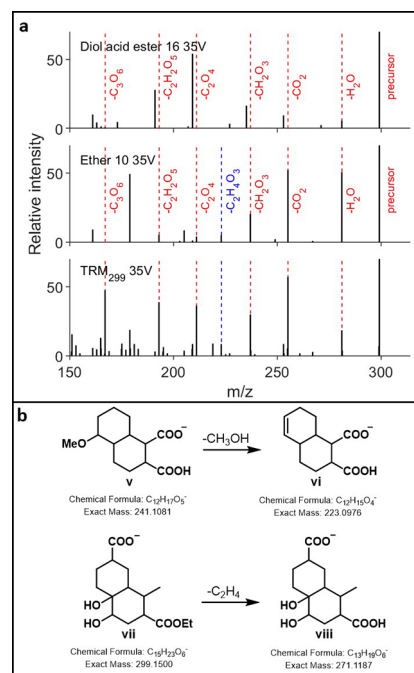 a
Relative intensity
Diol acid ester 16 35V
50
0
-C₃O₆
-C₂H₂O₅
-C₂O₄
-CH₂O₃
-CO₂
-H₂O
precursor
Ether 10 35V
50
0
-C₃O₆
-C₂H₂O₅
-C₂O₄
-C₂H₄O₃
-CH₂O₃
-CO₂
-H₂O
precursor
TRM₂₉₉ 35V
50
0
150 200 250 300
m/z
b
MeO
COO⁻
COOH
v
Chemical Formula: C₁₂H₁₇O₅⁻
Exact Mass: 241.1081
-CH₃OH
COO⁻
COOH
vi
Chemical Formula: C₁₂H₁₅O₄⁻
Exact Mass: 223.0976
COO⁻
HO
HO
COOEt
vii
Chemical Formula: C₁₅H₂₃O₆⁻
Exact Mass: 299.1500
-C₂H₄
COO⁻
HO
HO
COOH
viii
Chemical Formula: C₁₃H₁₉O₆⁻
Exact Mass: 271.1187